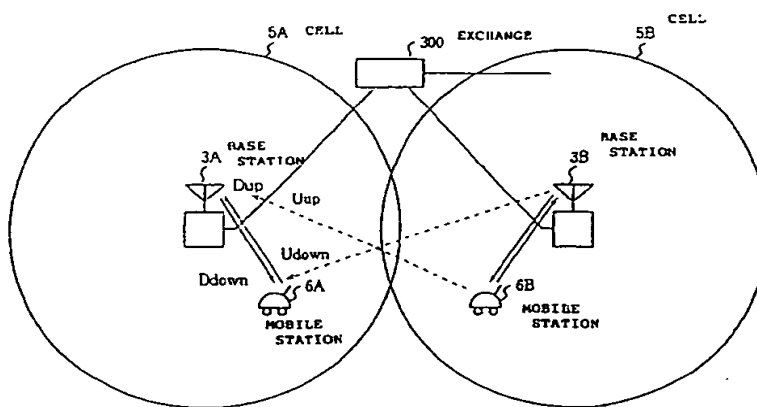 5A CELL
300 EXCHANGE
5B CELL
3A
BASE
STATION
BASE
STATION
3B
Dup
Uup
Udown
Ddown
6A
MOBILE
STATION
6B
MOBILE
STATION